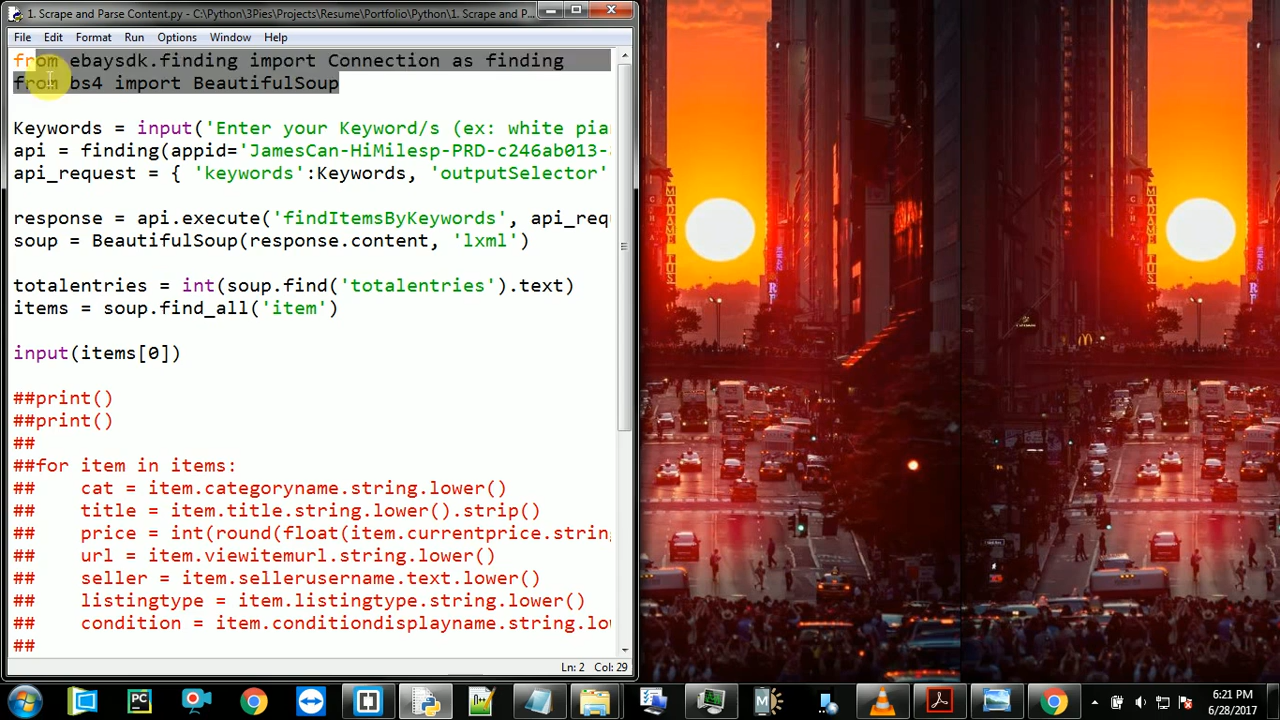 1. Scrape and Parse Content.py - C:\Python\3Pies\Projects\Resume\Portfolio\Python\1. Scrape and P...
File Edit Format Run Options Window Help
from ebaysdk.finding import Connection as finding
from bs4 import BeautifulSoup
Keywords = input('Enter your Keyword/s (ex: white pia
api = finding(appid='JamesCan-HiMilesp-PRD-c246ab013-
api_request = { 'keywords':Keywords, 'outputSelector'
response = api.execute('findItemsByKeywords', api_requ
soup = BeautifulSoup(response.content, 'lxml')
totalentries = int(soup.find('totalentries').text)
items = soup.find_all('item')
input(items[0])
##print()
##print()
##
##for item in items:
##    cat = item.categoryname.string.lower()
##    title = item.title.string.lower().strip()
##    price = int(round(float(item.currentprice.string
##    url = item.viewitemurl.string.lower()
##    seller = item.sellerusername.text.lower()
##    listingtype = item.listingtype.string.lower()
##    condition = item.conditiondisplayname.string.low
##
Ln: 2 Col: 29
PC
6:21 PM
6/28/2017